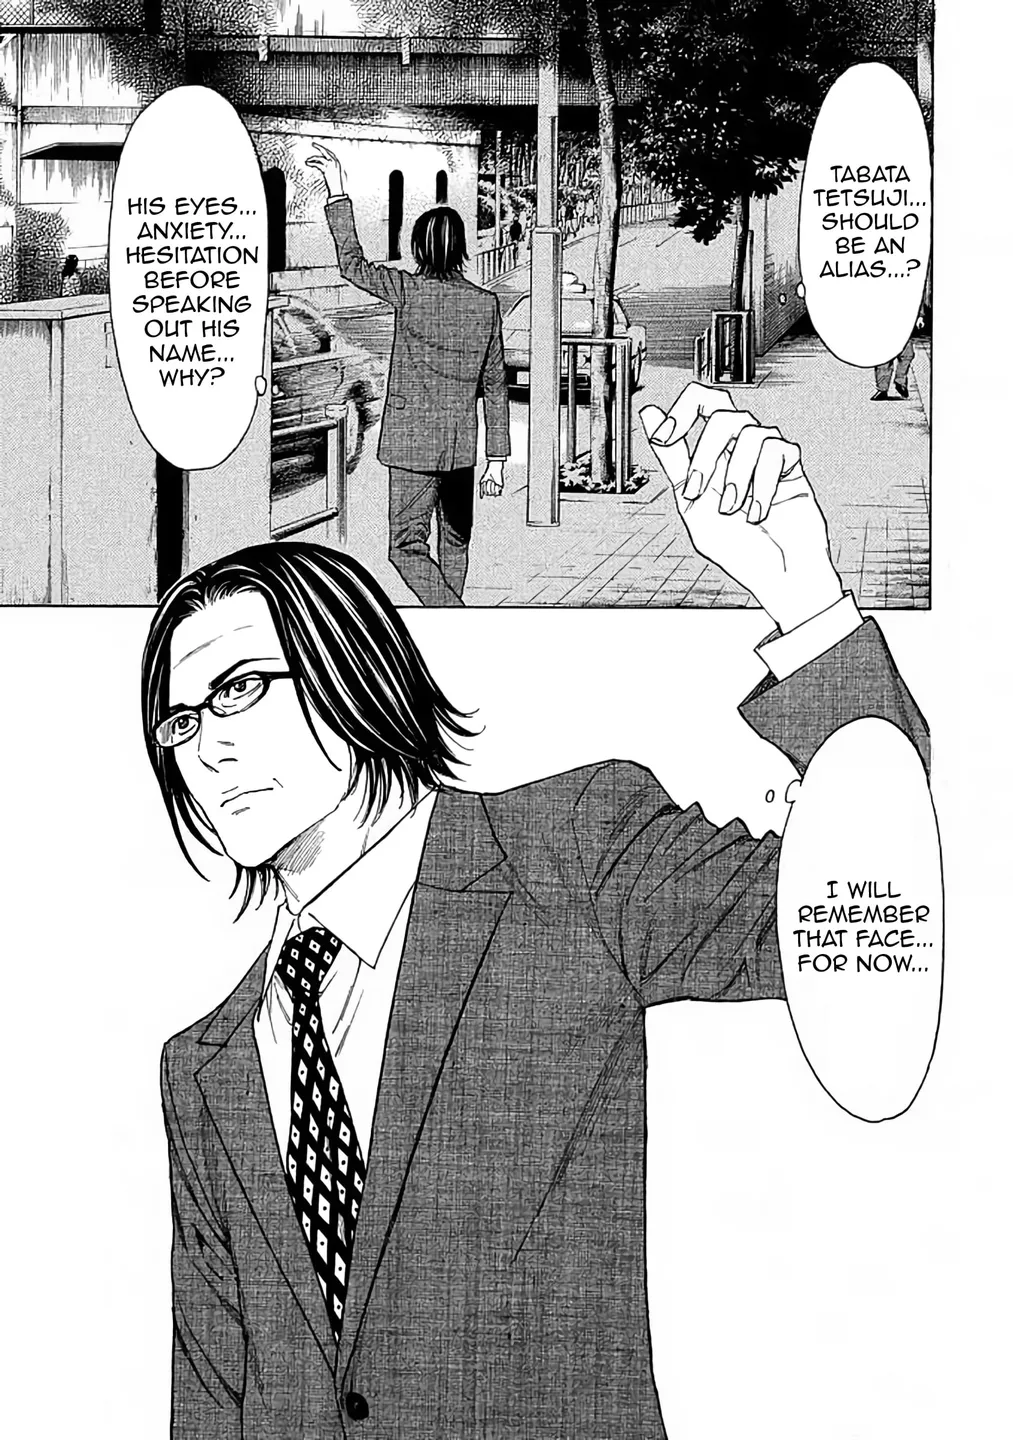 TABATA
TETSUJI...
SHOULD
BE AN
ALIAS...?
HIS EYES...
ANXIETY...
HESITATION
BEFORE
SPEAKING
OUT HIS
NAME...
WHY?
I WILL
REMEMBER
THAT FACE...
FOR NOW...